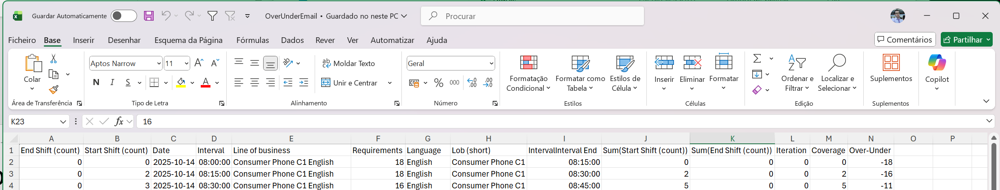 Guardar Automaticamente OverUnderEmail • Guardado no neste PC Procurar
Ficheiro Base Inserir Desenhar Esquema da Página Fórmulas Dados Rever Ver Automatizar Ajuda Comentários Partilhar
Colar
Área de Transferência
Aptos Narrow 11
N I S A
Tipo de Letra
Moldar Texto
Unir e Centrar
Alinhamento
Geral
% 000
Número
Formatação Condicional
Formatar como Tabela
Estilos de Célula
Estilos
Inserir
Eliminar
Formatar
Células
Ordenar e Filtrar
Localizar e Selecionar
Edição
Suplementos
Suplementos
Copilot
K23 fx 16
A B C D E F G H I J K L M N O P
1 End Shift (count) Start Shift (count) Date Interval Line of business Requirements Language Lob (short) IntervalInterval End Sum(Start Shift (count)) Sum(End Shift (count)) Iteration Coverage Over-Under
2 0 0 2025-10-14 08:00:00 Consumer Phone C1 English 18 English Consumer Phone C1 08:15:00 0 0 0 0 -18
3 0 2 2025-10-14 08:15:00 Consumer Phone C1 English 18 English Consumer Phone C1 08:30:00 2 0 0 2 -16
4 0 3 2025-10-14 08:30:00 Consumer Phone C1 English 16 English Consumer Phone C1 08:45:00 5 0 0 5 -11